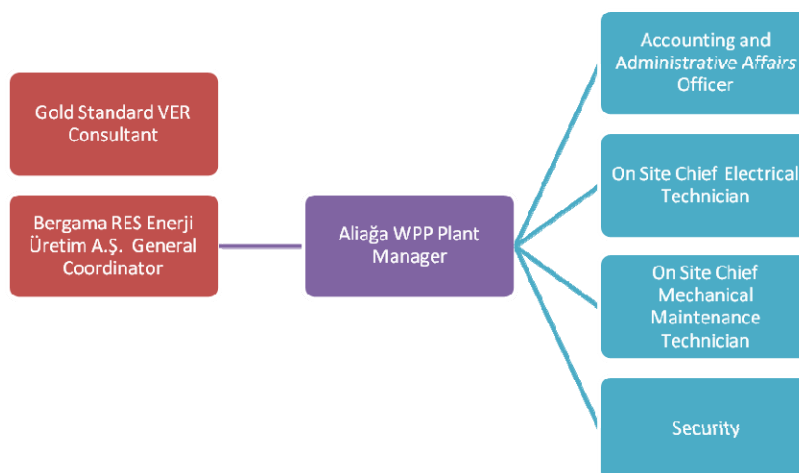 Gold Standard VER
Consultant
Bergama RES Enerji
Üretim A.Ş. General
Coordinator
Aliağa WPP Plant
Manager
Accounting and
Administrative Affairs
Officer
On Site Chief Electrical
Technician
On Site Chief
Mechanical
Maintenance
Technician
Security